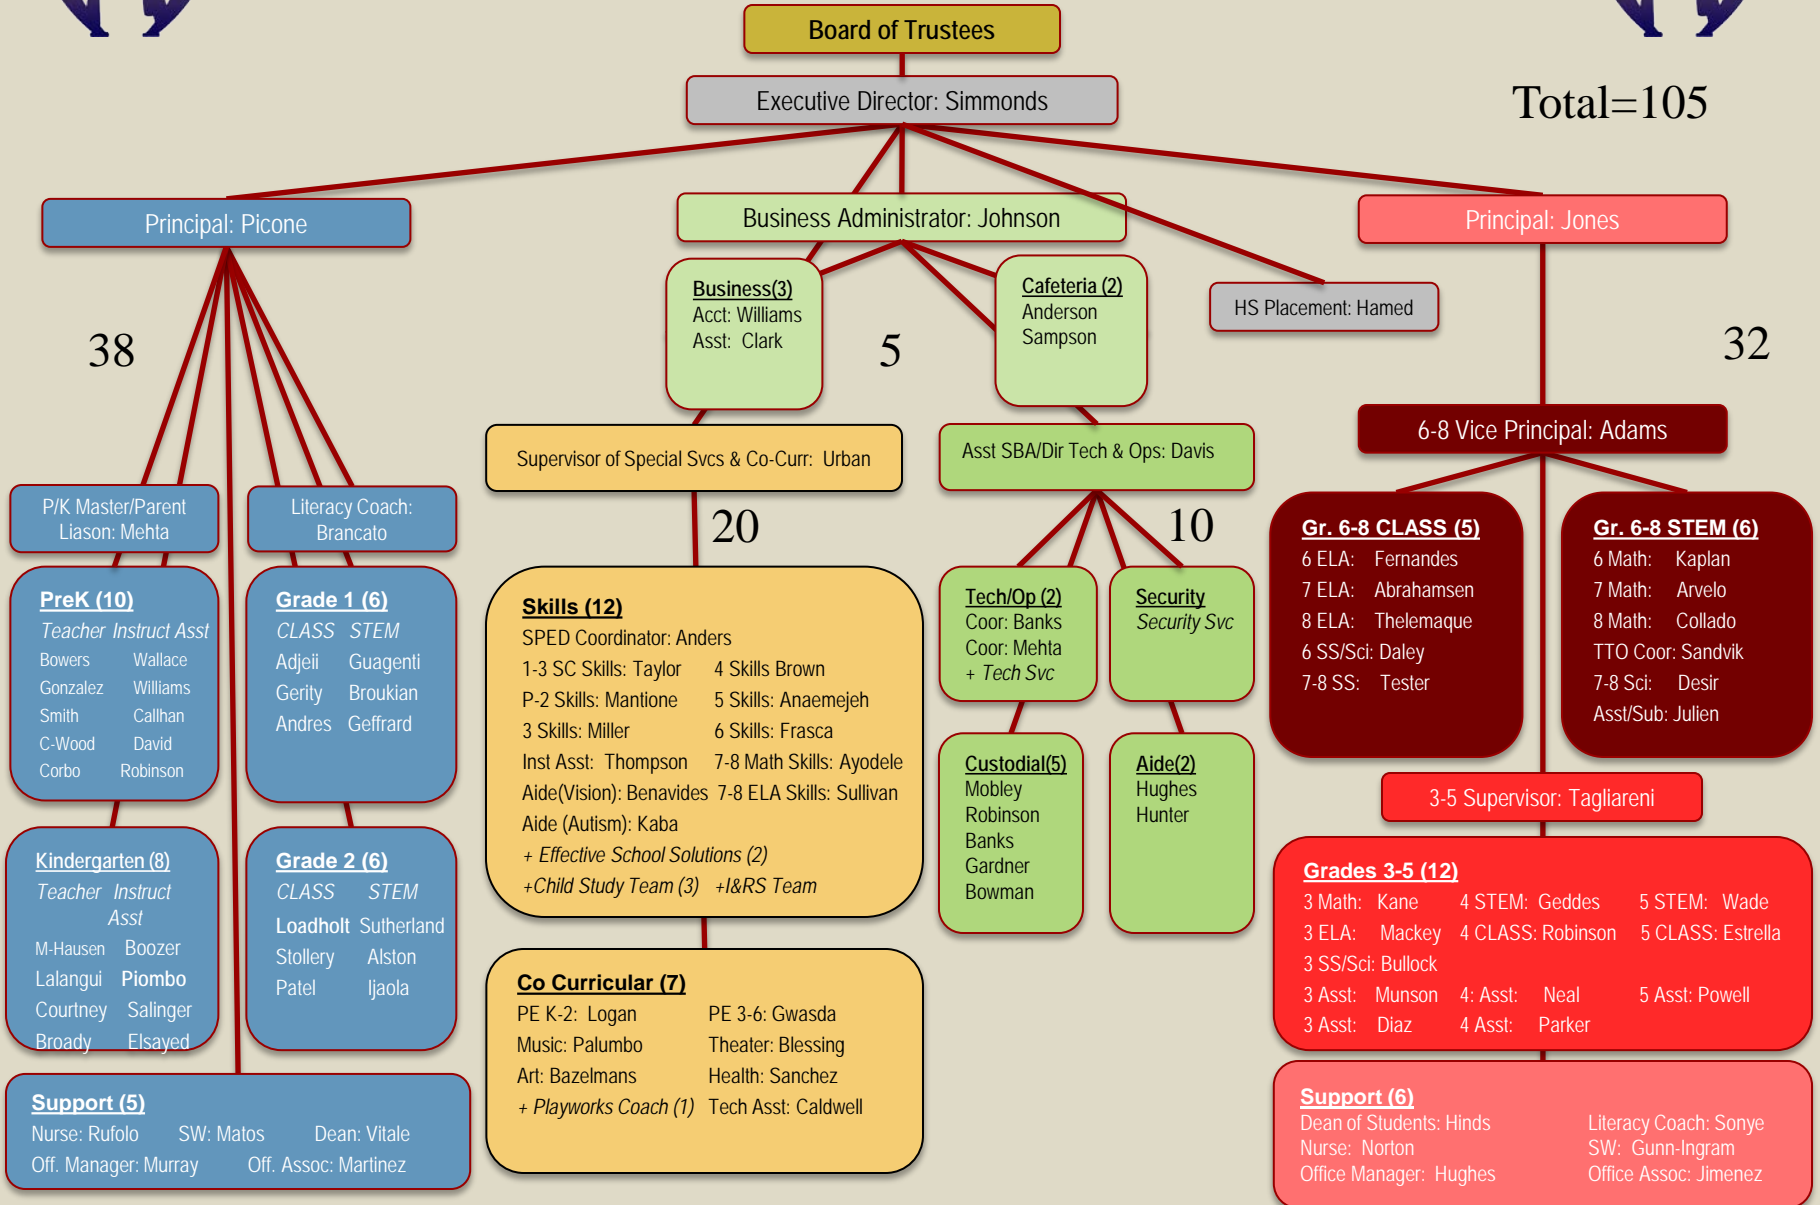 Board of Trustees
Executive Director: Simmonds
Total=105
Principal: Picone
Business Administrator: Johnson
Principal: Jones
Business(3)
Acct: Williams
Asst: Clark
Cafeteria (2)
Anderson
Sampson
HS Placement: Hamed
38
5
32
Supervisor of Special Svcs & Co-Curr: Urban
Asst SBA/Dir Tech & Ops: Davis
6-8 Vice Principal: Adams
P/K Master/Parent
Liason: Mehta
Literacy Coach:
Brancato
20
10
PreK (10)
Teacher Instruct Asst
Bowers Wallace
Gonzalez Williams
Smith Callhan
C-Wood David
Corbo Robinson
Grade 1 (6)
CLASS STEM
Adjeii Guagenti
Gerity Broukian
Andres Geffrard
Kindergarten (8)
Teacher Instruct
Asst
M-Hausen Boozer
Lalangui Piombo
Courtney Salinger
Broady Elsayed
Grade 2 (6)
CLASS STEM
Loadholt Sutherland
Stollery Alston
Patel Ijaola
Support (5)
Nurse: Rufolo SW: Matos Dean: Vitale
Off. Manager: Murray Off. Assoc: Martinez
Skills (12)
SPED Coordinator: Anders
1-3 SC Skills: Taylor 4 Skills Brown
P-2 Skills: Mantione 5 Skills: Anaemejeh
3 Skills: Miller 6 Skills: Frasca
Inst Asst: Thompson 7-8 Math Skills: Ayodele
Aide(Vision): Benavides 7-8 ELA Skills: Sullivan
Aide (Autism): Kaba
+ Effective School Solutions (2)
+Child Study Team (3) +I&RS Team
Co Curricular (7)
PE K-2: Logan PE 3-6: Gwasda
Music: Palumbo Theater: Blessing
Art: Bazelmans Health: Sanchez
+ Playworks Coach (1) Tech Asst: Caldwell
Tech/Op (2)
Coor: Banks
Coor: Mehta
+ Tech Svc
Security
Security Svc
Custodial(5)
Mobley
Robinson
Banks
Gardner
Bowman
Aide(2)
Hughes
Hunter
Gr. 6-8 CLASS (5)
6 ELA: Fernandes
7 ELA: Abrahamsen
8 ELA: Thelemaque
6 SS/Sci: Daley
7-8 SS: Tester
Gr. 6-8 STEM (6)
6 Math: Kaplan
7 Math: Arvelo
8 Math: Collado
TTO Coor: Sandvik
7-8 Sci: Desir
Asst/Sub: Julien
3-5 Supervisor: Tagliareni
Grades 3-5 (12)
3 Math: Kane 4 STEM: Geddes 5 STEM: Wade
3 ELA: Mackey 4 CLASS: Robinson 5 CLASS: Estrella
3 SS/Sci: Bullock
3 Asst: Munson 4: Asst: Neal 5 Asst: Powell
3 Asst: Diaz 4 Asst: Parker
Support (6)
Dean of Students: Hinds Literacy Coach: Sonye
Nurse: Norton SW: Gunn-Ingram
Office Manager: Hughes Office Assoc: Jimenez